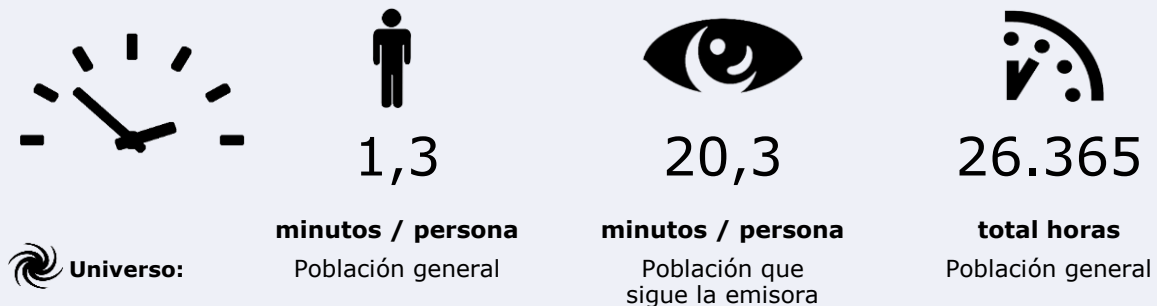 1,3
20,3
26.365
minutos / persona
minutos / persona
total horas
Universo:
Población general
Población que
sigue la emisora
Población general